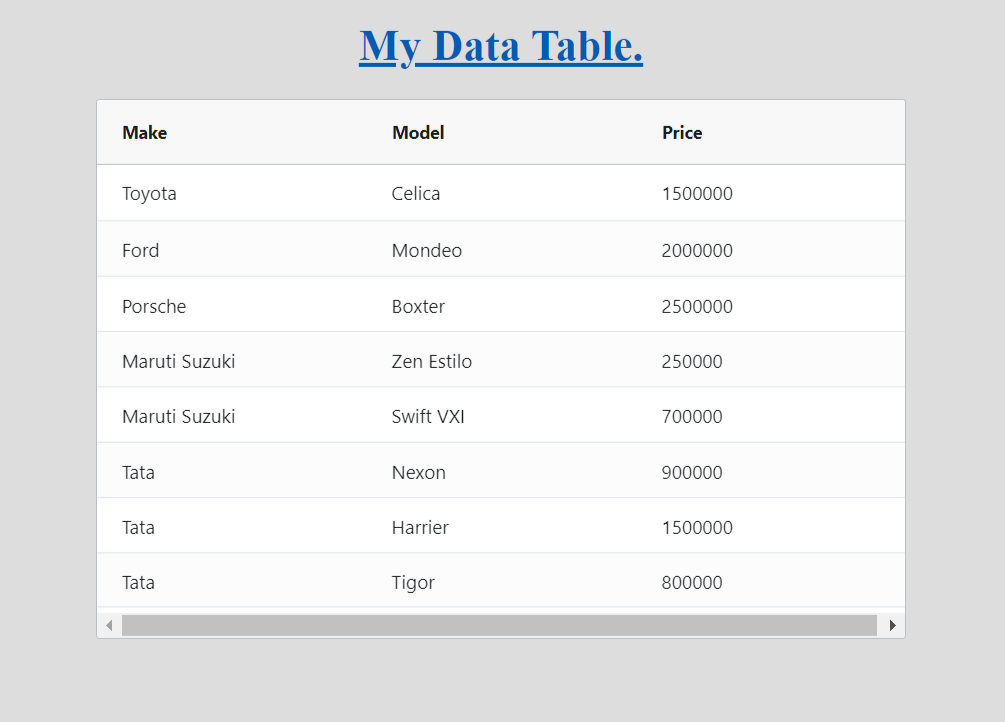 My Data Table.
Make Model Price
Toyota Celica 1500000
Ford Mondeo 2000000
Porsche Boxter 2500000
Maruti Suzuki Zen Estilo 250000
Maruti Suzuki Swift VXI 700000
Tata Nexon 900000
Tata Harrier 1500000
Tata Tigor 800000